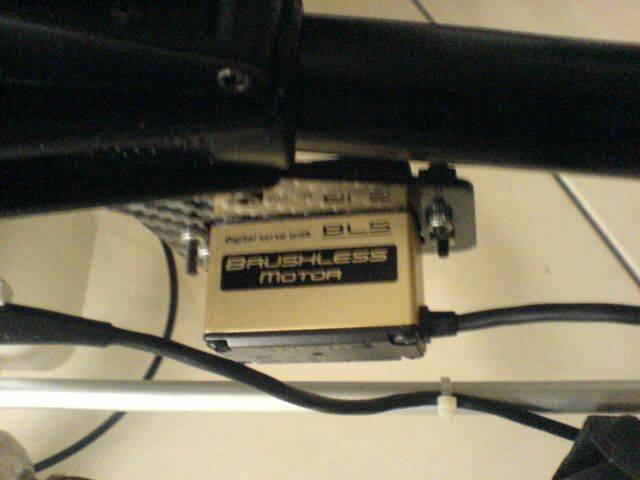 Digital servo with BLS
BRUSHLESS
MOTOR